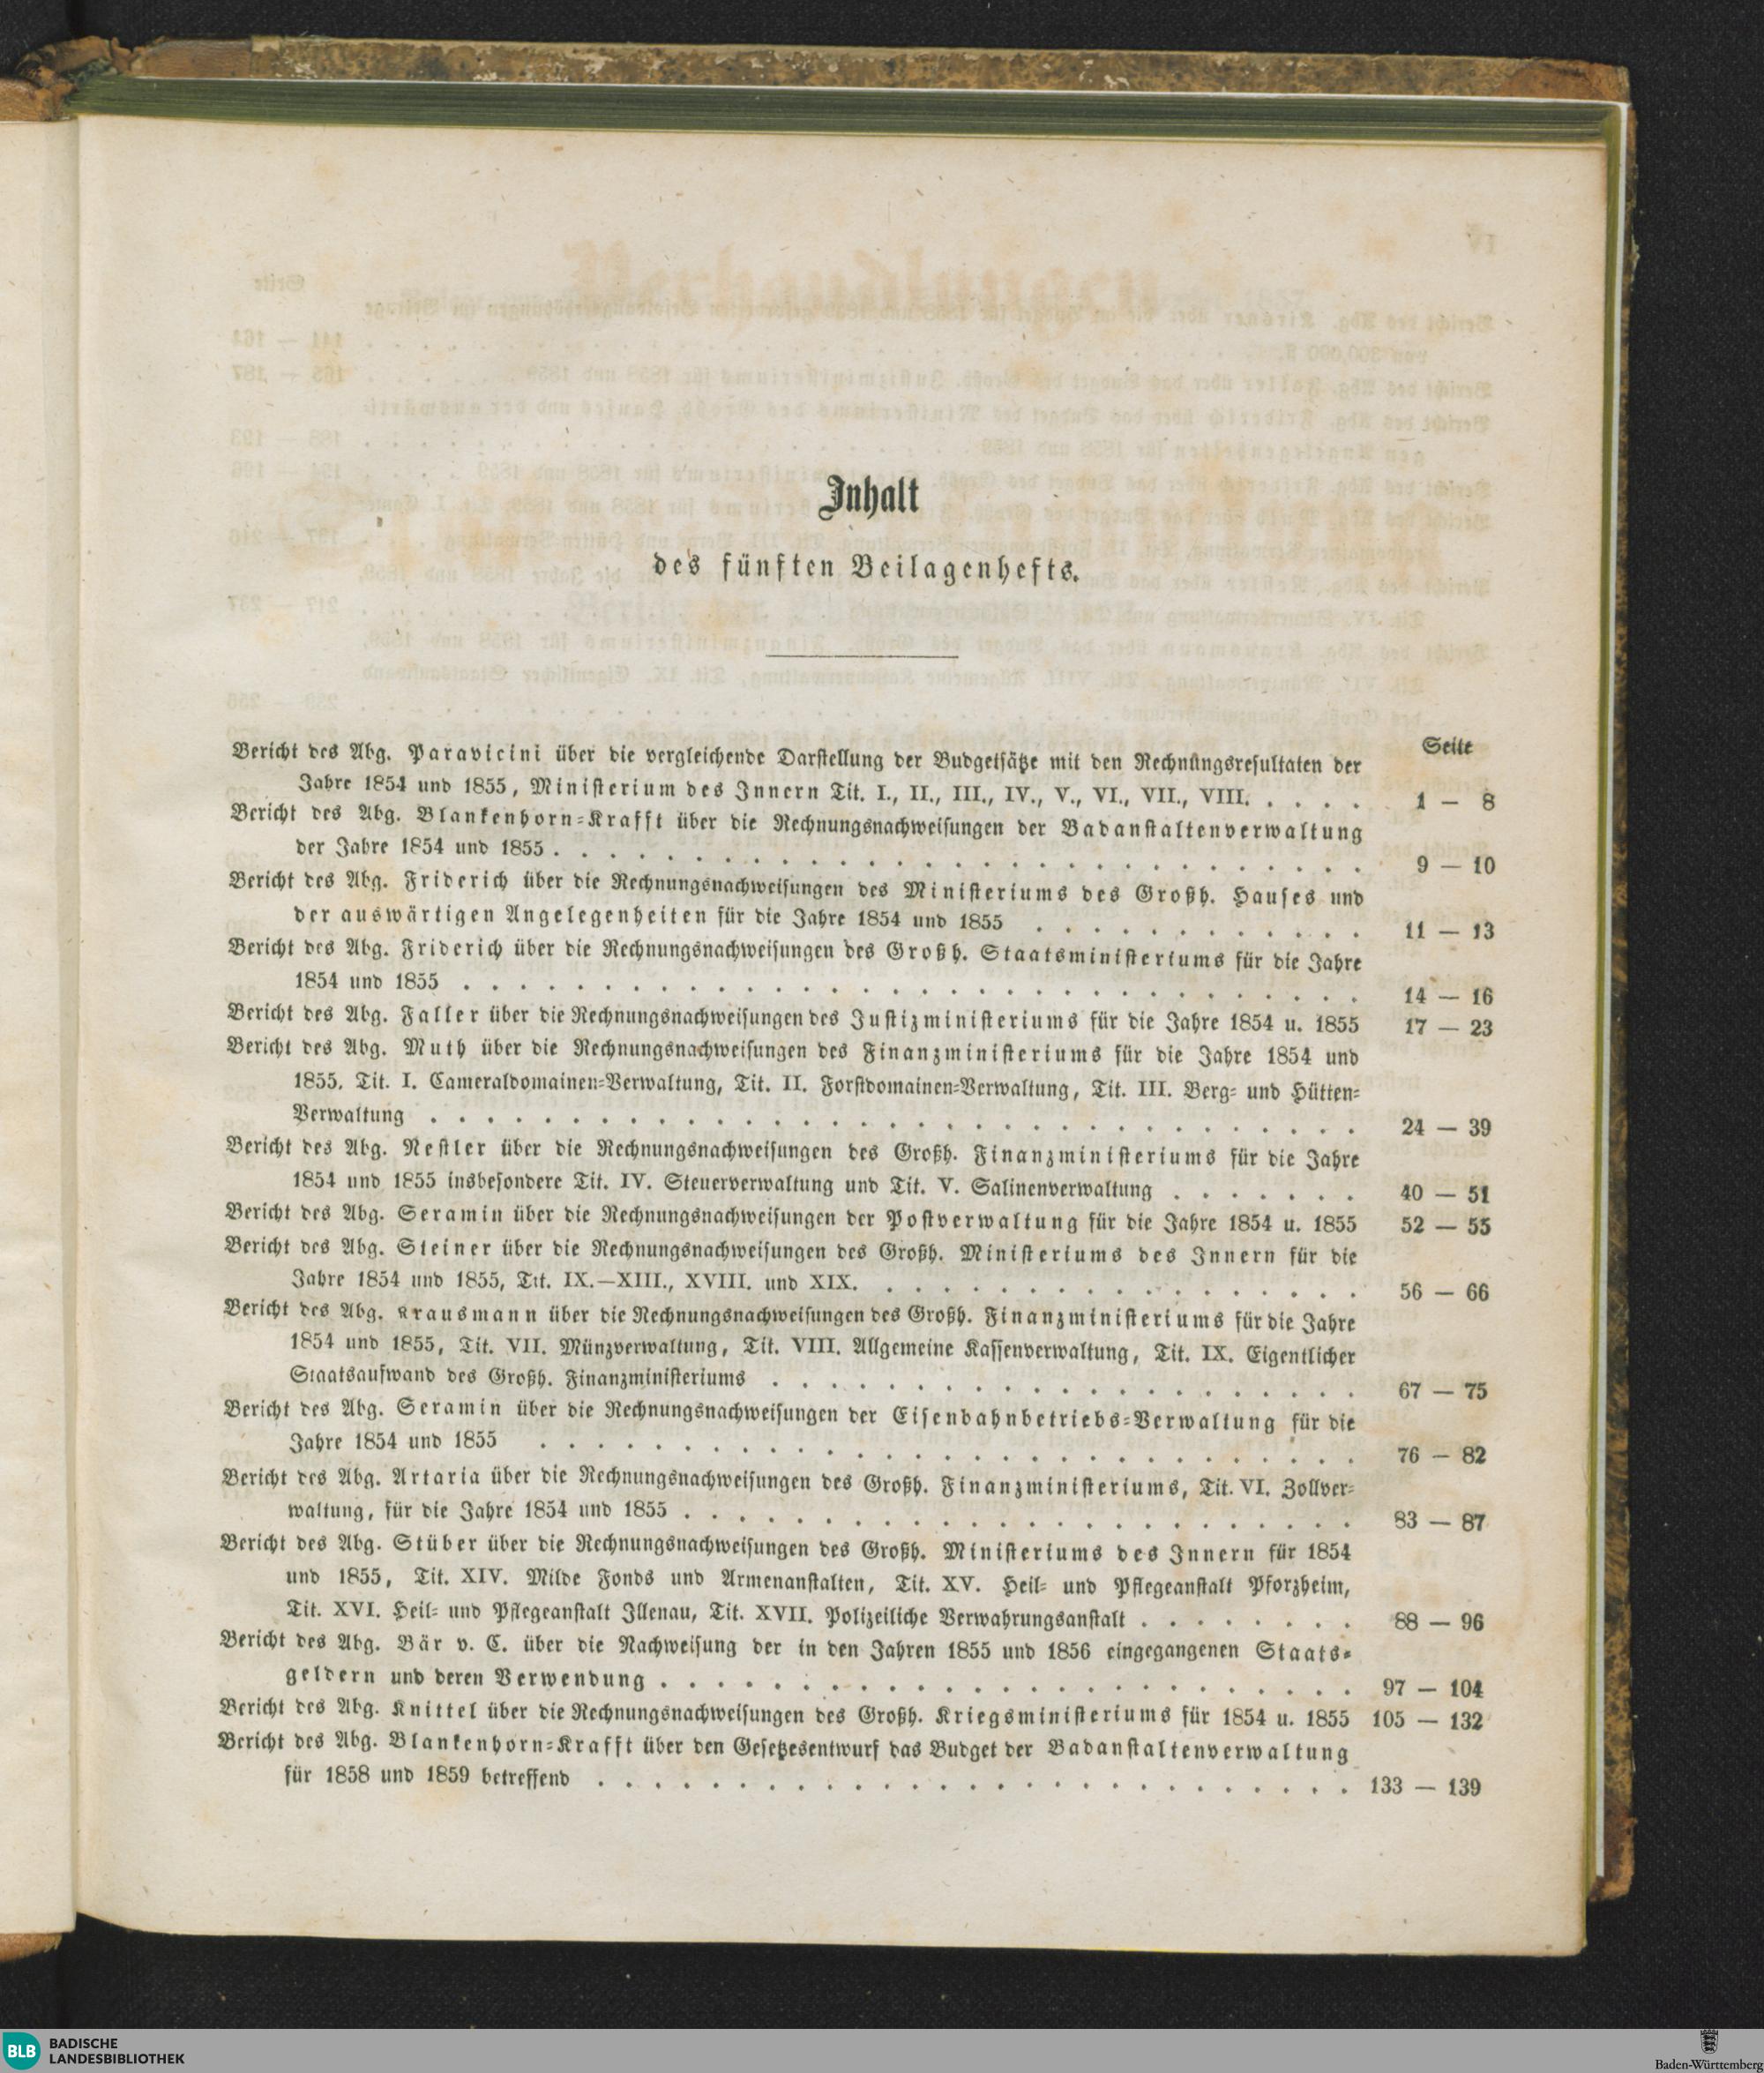 Inhalt
des fünften Beilagenhefts.
Seite
Bericht des Abg. Paravicini über die vergleichende Darstellung der Budgetsätze mit den Rechnungsresultaten der
Jahre 1854 und 1855, Ministerium des Innern Tit. I., II., III., IV., V., VI., VII., VIII. . . . . 1 — 8
Bericht des Abg. Blankenhorn-Krafft über die Rechnungsnachweisungen der Badanstaltenverwaltung
der Jahre 1854 und 1855 . . . . . . . . . . . . . . . . . . . . . . . . . . . . . 9 — 10
Bericht des Abg. Friderich über die Rechnungsnachweisungen des Ministeriums des Großh. Hauses und
der auswärtigen Angelegenheiten für die Jahre 1854 und 1855 . . . . . . . . . . . . 11 — 13
Bericht des Abg. Friderich über die Rechnungsnachweisungen des Großh. Staatsministeriums für die Jahre
1854 und 1855 . . . . . . . . . . . . . . . . . . . . . . . . . . . . . . . . 14 — 16
Bericht des Abg. Faller über die Rechnungsnachweisungen des Justizministeriums für die Jahre 1854 u. 1855 17 — 23
Bericht des Abg. Muth über die Rechnungsnachweisungen des Finanzministeriums für die Jahre 1854 und
1855. Tit. I. Cameraldomainen-Verwaltung, Tit. II. Forstdomainen-Verwaltung, Tit. III. Berg- und Hütten-
Verwaltung . . . . . . . . . . . . . . . . . . . . . . . . . . . . . . . . . 24 — 39
Bericht des Abg. Nestler über die Rechnungsnachweisungen des Großh. Finanzministeriums für die Jahre
1854 und 1855 insbesondere Tit. IV. Steuerverwaltung und Tit. V. Salinenverwaltung . . . . . . . 40 — 51
Bericht des Abg. Seramin über die Rechnungsnachweisungen der Postverwaltung für die Jahre 1854 u. 1855 52 — 55
Bericht des Abg. Steiner über die Rechnungsnachweisungen des Großh. Ministeriums des Innern für die
Jahre 1854 und 1855, Tit. IX.—XIII., XVIII. und XIX. . . . . . . . . . . . . . . . . . . 56 — 66
Bericht des Abg. Krausmann über die Rechnungsnachweisungen des Großh. Finanzministeriums für die Jahre
1854 und 1855, Tit. VII. Münzverwaltung, Tit. VIII. Allgemeine Kassenverwaltung, Tit. IX. Eigentlicher
Staatsaufwand des Großh. Finanzministeriums . . . . . . . . . . . . . . . . . . . . . 67 — 75
Bericht des Abg. Seramin über die Rechnungsnachweisungen der Eisenbahnbetriebs-Verwaltung für die
Jahre 1854 und 1855 . . . . . . . . . . . . . . . . . . . . . . . . . . . . . 76 — 82
Bericht des Abg. Artaria über die Rechnungsnachweisungen des Großh. Finanzministeriums, Tit. VI. Zollver-
waltung, für die Jahre 1854 und 1855 . . . . . . . . . . . . . . . . . . . . . . . . 83 — 87
Bericht des Abg. Stüber über die Rechnungsnachweisungen des Großh. Ministeriums des Innern für 1854
und 1855, Tit. XIV. Milde Fonds und Armenanstalten, Tit. XV. Heil- und Pflegeanstalt Pforzheim,
Tit. XVI. Heil- und Pflegeanstalt Illenau, Tit. XVII. Polizeiliche Verwahrungsanstalt . . . . . . . . 88 — 96
Bericht des Abg. Bär v. C. über die Nachweisung der in den Jahren 1855 und 1856 eingegangenen Staats-
geldern und deren Verwendung . . . . . . . . . . . . . . . . . . . . . . . . . 97 — 104
Bericht des Abg. Knittel über die Rechnungsnachweisungen des Großh. Kriegsministeriums für 1854 u. 1855 105 — 132
Bericht des Abg. Blankenhorn-Krafft über den Gesetzesentwurf das Budget der Badanstaltenverwaltung
für 1858 und 1859 betreffend . . . . . . . . . . . . . . . . . . . . . . . . . . . 133 — 139
BLB BADISCHE
LANDESBIBLIOTHEK
Baden-Württemberg